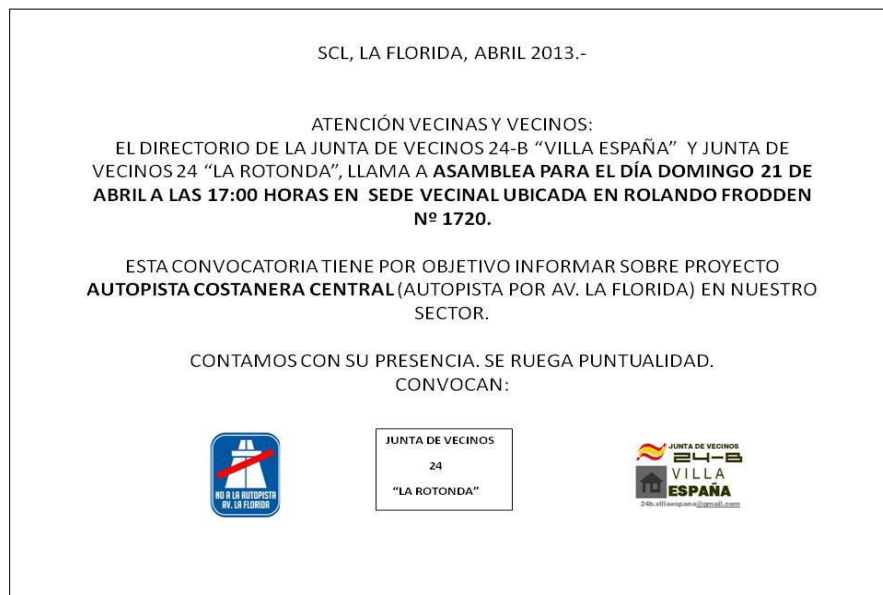 SCL, LA FLORIDA, ABRIL 2013.-
ATENCIÓN VECINAS Y VECINOS:
EL DIRECTORIO DE LA JUNTA DE VECINOS 24-B “VILLA ESPAÑA” Y JUNTA DE
VECINOS 24 “LA ROTONDA”, LLAMA A ASAMBLEA PARA EL DÍA DOMINGO 21 DE
ABRIL A LAS 17:00 HORAS EN SEDE VECINAL UBICADA EN ROLANDO FRODDEN
Nº 1720.
ESTA CONVOCATORIA TIENE POR OBJETIVO INFORMAR SOBRE PROYECTO
AUTOPISTA COSTANERA CENTRAL (AUTOPISTA POR AV. LA FLORIDA) EN NUESTRO
SECTOR.
CONTAMOS CON SU PRESENCIA. SE RUEGA PUNTUALIDAD.
CONVOCAN:
NO A LA AUTOPISTA
AV. LA FLORIDA
JUNTA DE VECINOS
24
“LA ROTONDA”
JUNTA DE VECINOS
24-B
VILLA
ESPAÑA
24b.villaespana@gmail.com